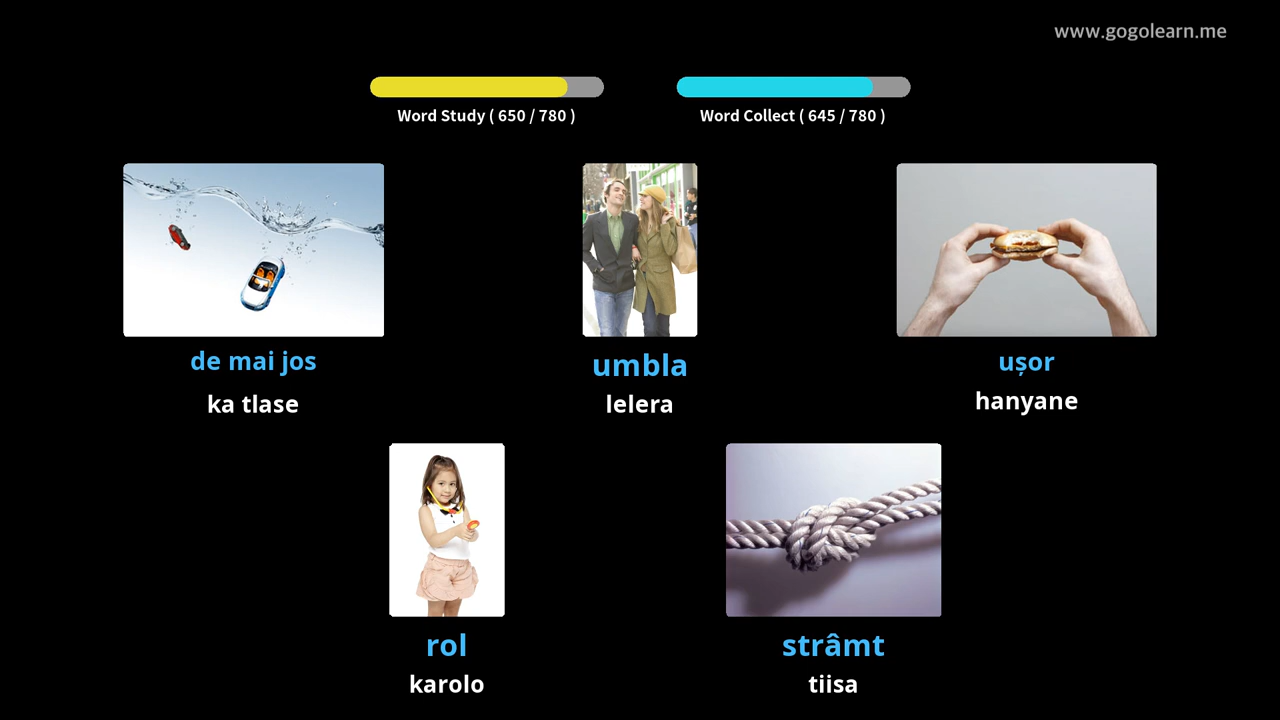 www.gogolearn.me
Word Study ( 650 / 780 )
Word Collect ( 645 / 780 )
de mai jos
ka tlase
umbla
lelera
ușor
hanyane
rol
karolo
strâmt
tiisa